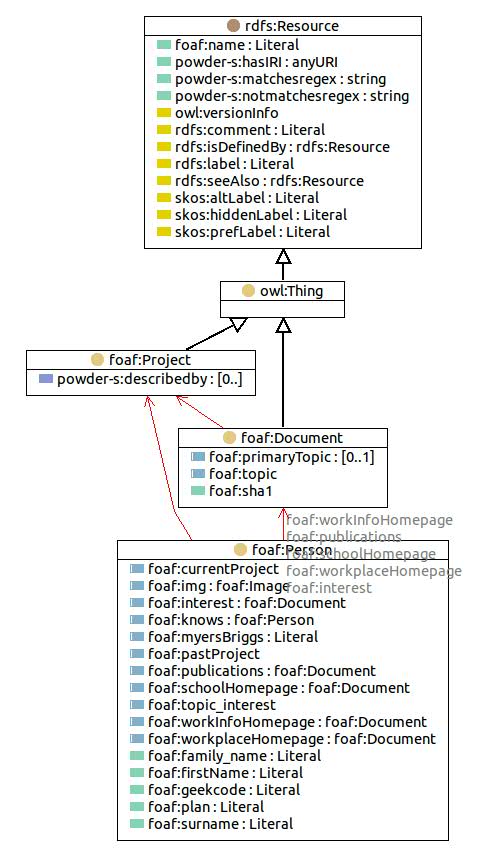 rdfs:Resource
foaf:name : Literal
powder-s:hasIRI : anyURI
powder-s:matchesregex : string
powder-s:notmatchesregex : string
owl:versionInfo
rdfs:comment : Literal
rdfs:isDefinedBy : rdfs:Resource
rdfs:label : Literal
rdfs:seeAlso : rdfs:Resource
skos:altLabel : Literal
skos:hiddenLabel : Literal
skos:prefLabel : Literal
owl:Thing
foaf:Project
powder-s:describedby : [0..]
foaf:Document
foaf:primaryTopic : [0..1]
foaf:topic
foaf:sha1
foaf:workInfoHomepage
foaf:publications
foaf:schoolHomepage
foaf:workplaceHomepage
foaf:interest
foaf:Person
foaf:currentProject
foaf:img : foaf:Image
foaf:interest : foaf:Document
foaf:knows : foaf:Person
foaf:myersBriggs : Literal
foaf:pastProject
foaf:publications : foaf:Document
foaf:schoolHomepage : foaf:Document
foaf:topic_interest
foaf:workInfoHomepage : foaf:Document
foaf:workplaceHomepage : foaf:Document
foaf:family_name : Literal
foaf:firstName : Literal
foaf:geekcode : Literal
foaf:plan : Literal
foaf:surname : Literal